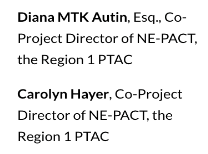 Diana MTK Autin, Esq., Co-
Project Director of NE-PACT,
the Region 1 PTAC
Carolyn Hayer, Co-Project
Director of NE-PACT, the
Region 1 PTAC